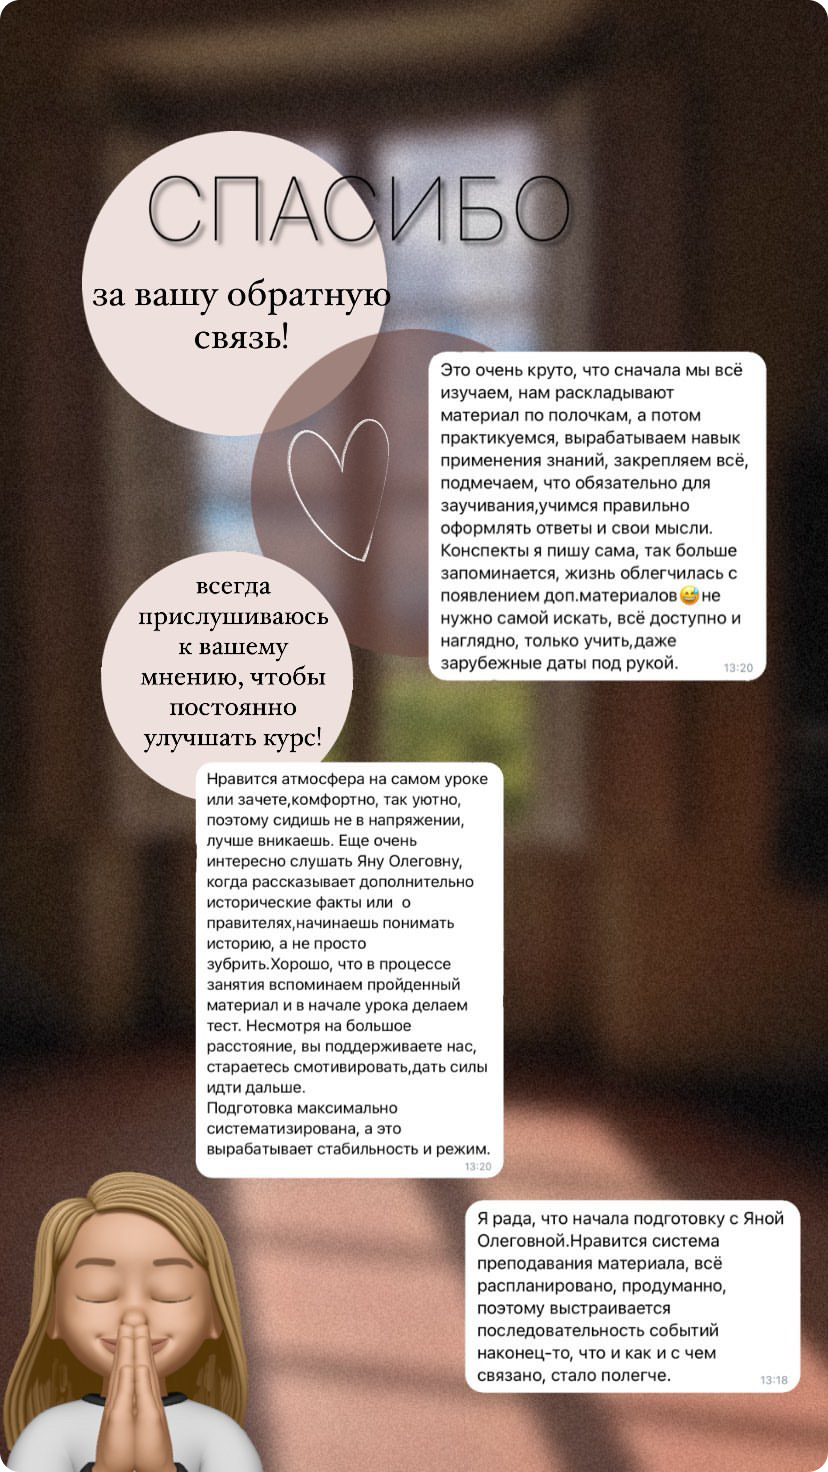 СПАСИБО
за вашу обратную
связь!
Это очень круто, что сначала мы всё
изучаем, нам раскладывают
материал по полочкам, а потом
практикуемся, вырабатываем навык
применения знаний, закрепляем всё,
подмечаем, что обязательно для
заучивания,учимся правильно
оформлять ответы и свои мысли.
Конспекты я пишу сама, так больше
запоминается, жизнь облегчилась с
появлением доп.материалов😅не
нужно самой искать, всё доступно и
наглядно, только учить,даже
зарубежные даты под рукой.
13:20
всегда
прислушиваюсь
к вашему
мнению, чтобы
постоянно
улучшать курс!
Нравится атмосфера на самом уроке
или зачете,комфортно, так уютно,
поэтому сидишь не в напряжении,
лучше вникаешь. Еще очень
интересно слушать Яну Олеговну,
когда рассказывает дополнительно
исторические факты или  о
правителях,начинаешь понимать
историю, а не просто
зубрить.Хорошо, что в процессе
занятия вспоминаем пройденный
материал и в начале урока делаем
тест. Несмотря на большое
расстояние, вы поддерживаете нас,
стараетесь смотивировать,дать силы
идти дальше.
Подготовка максимально
систематизирована, а это
вырабатывает стабильность и режим.
13:20
Я рада, что начала подготовку с Яной
Олеговной.Нравится система
преподавания материала, всё
распланировано, продуманно,
поэтому выстраивается
последовательность событий
наконец-то, что и как и с чем
связано, стало полегче.
13:18